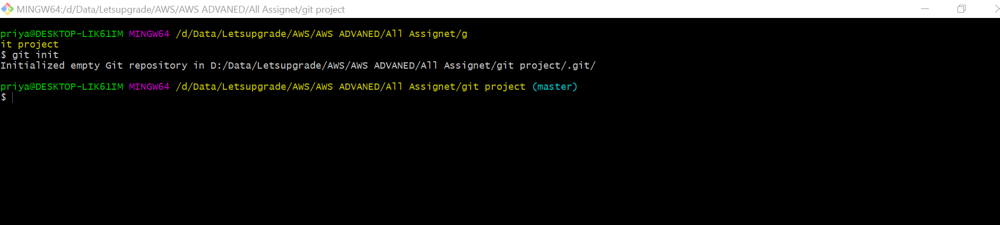 MINGW64:/d/Data/Letsupgrade/AWS/AWS ADVANED/All Assignet/git project
priya@DESKTOP-LIK61IM MINGW64 /d/Data/Letsupgrade/AWS/AWS ADVANED/All Assignet/g
it project
$ git init
Initialized empty Git repository in D:/Data/Letsupgrade/AWS/AWS ADVANED/All Assignet/git project/.git/
priya@DESKTOP-LIK61IM MINGW64 /d/Data/Letsupgrade/AWS/AWS ADVANED/All Assignet/git project (master)
$